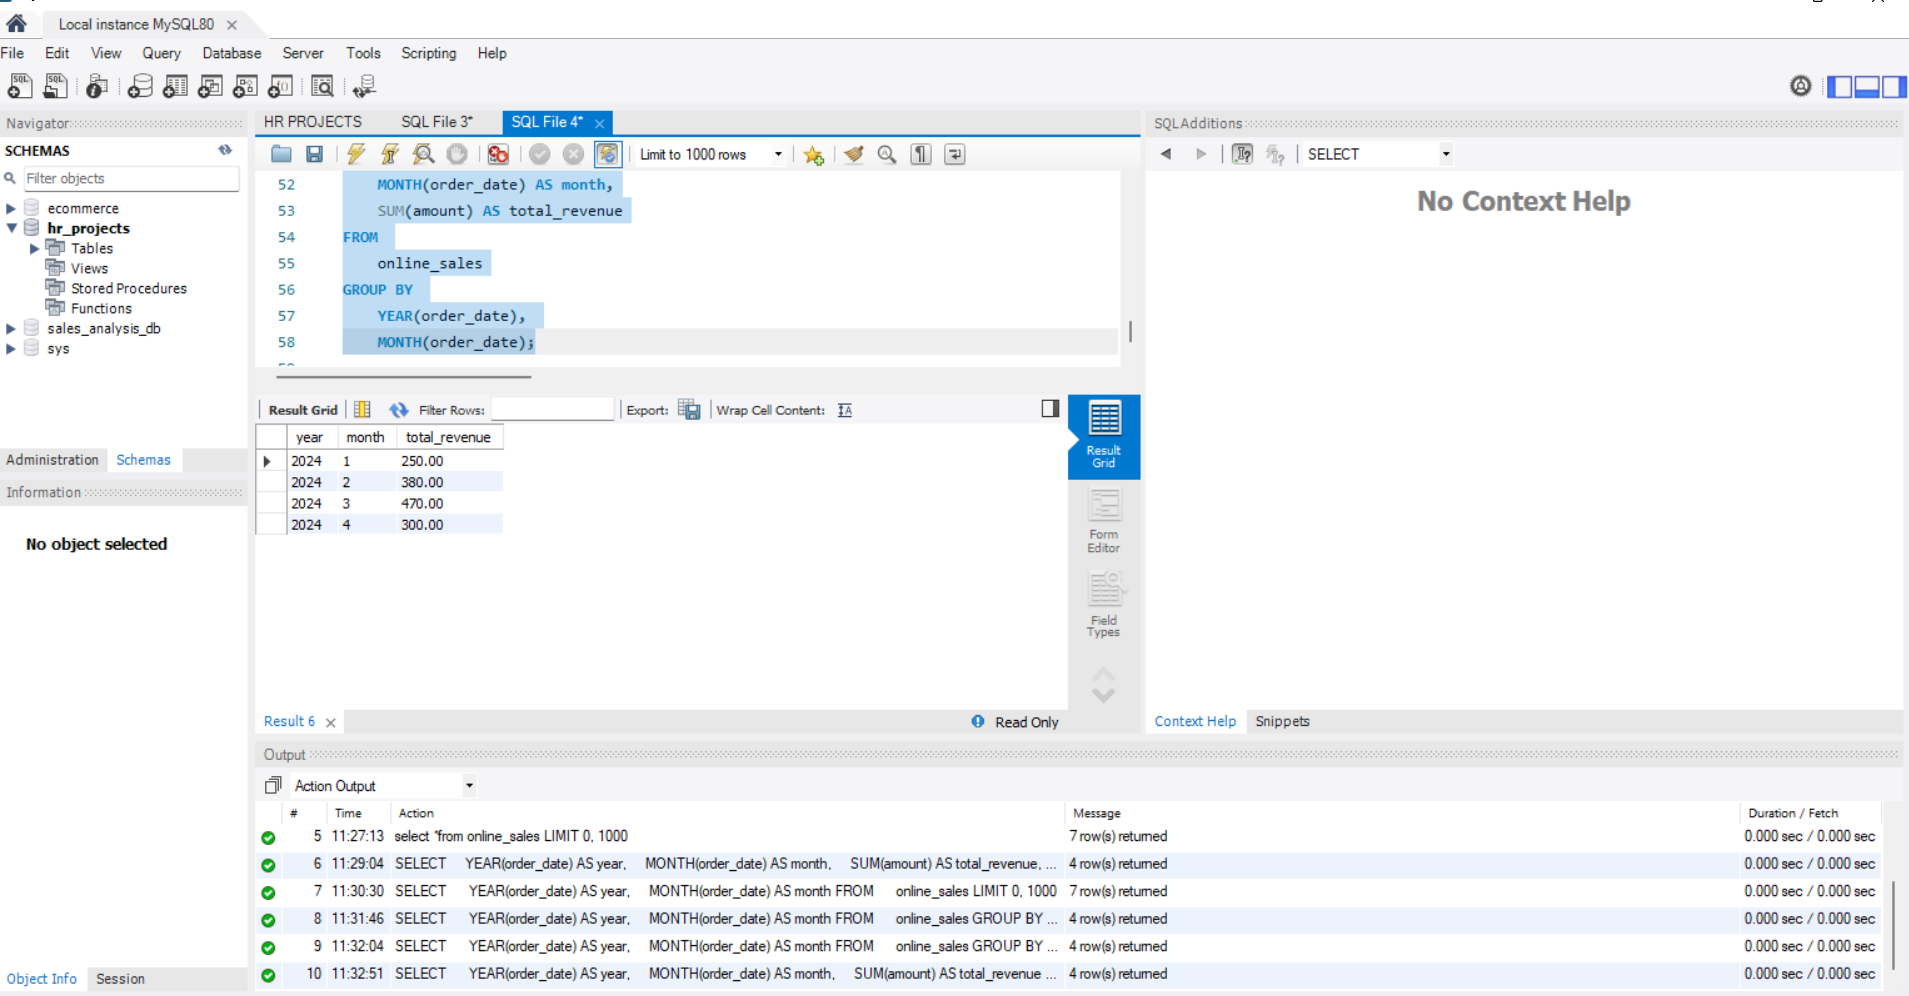 Local instance MySQL80
File Edit View Query Database Server Tools Scripting Help
Navigator
SCHEMAS
Filter objects
ecommerce
hr_projects
Tables
Views
Stored Procedures
Functions
sales_analysis_db
sys
Administration Schemas
Information
No object selected
Object Info Session
HR PROJECTS SQL File 3* SQL File 4*
Limit to 1000 rows
52 MONTH(order_date) AS month,
53 SUM(amount) AS total_revenue
54 FROM
55 online_sales
56 GROUP BY
57 YEAR(order_date),
58 MONTH(order_date);
Result Grid Filter Rows: Export: Wrap Cell Content:
year month total_revenue
2024 1 250.00
2024 2 380.00
2024 3 470.00
2024 4 300.00
Result Grid
Form Editor
Field Types
Result 6 Read Only
SQLAdditions
SELECT
No Context Help
Context Help Snippets
Output
Action Output
# Time Action Message Duration / Fetch
5 11:27:13 select *from online_sales LIMIT 0, 1000 7 row(s) returned 0.000 sec / 0.000 sec
6 11:29:04 SELECT YEAR(order_date) AS year, MONTH(order_date) AS month, SUM(amount) AS total_revenue, ... 4 row(s) returned 0.000 sec / 0.000 sec
7 11:30:30 SELECT YEAR(order_date) AS year, MONTH(order_date) AS month FROM online_sales LIMIT 0, 1000 7 row(s) returned 0.000 sec / 0.000 sec
8 11:31:46 SELECT YEAR(order_date) AS year, MONTH(order_date) AS month FROM online_sales GROUP BY ... 4 row(s) returned 0.000 sec / 0.000 sec
9 11:32:04 SELECT YEAR(order_date) AS year, MONTH(order_date) AS month FROM online_sales GROUP BY ... 4 row(s) returned 0.000 sec / 0.000 sec
10 11:32:51 SELECT YEAR(order_date) AS year, MONTH(order_date) AS month, SUM(amount) AS total_revenue ... 4 row(s) returned 0.000 sec / 0.000 sec